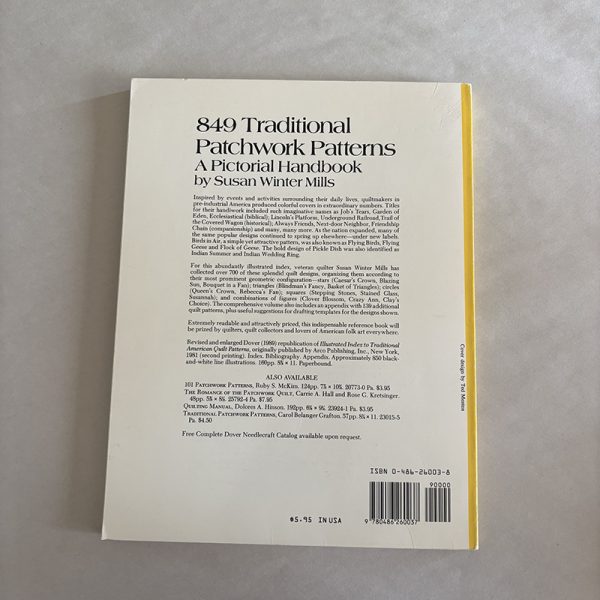 849 Traditional
Patchwork Patterns
A Pictorial Handbook
by Susan Winter Mills
Inspired by events and activities surrounding their daily lives, quiltmakers in
pre-industrial America produced colorful covers in extraordinary numbers. Titles
for their handwork included such imaginative names as Job's Tears, Garden of
Eden, Ecclesiastical (biblical); Lincoln's Platform, Underground Railroad, Trail of
the Covered Wagon (historical); Always Friends, Next-door Neighbor, Friendship
Chain (companionship) and many, many more. As the nation expanded, many of
the same popular designs continued to spring up elsewhere—under new labels.
Birds in Air, a simple yet attractive pattern, was also known as Flying Birds, Flying
Geese and Flock of Geese. The bold design of Pickle Dish was also identified as
Indian Summer and Indian Wedding Ring.
For this abundantly illustrated index, veteran quilter Susan Winter Mills has
collected over 700 of these splendid quilt designs, organizing them according to
their most prominent geometric configuration—stars (Caesar's Crown, Blazing
Sun, Bouquet in a Fan); triangles (Blindman's Fancy, Basket of Triangles); circles
(Queen's Crown, Rebecca's Fan); squares (Stepping Stones, Stained Glass,
Susannah); and combinations of figures (Clover Blossom, Crazy Ann, Clay's
Choice). The comprehensive volume also includes an appendix with 139 additional
quilt patterns, plus useful suggestions for drafting templates for the designs shown.
Extremely readable and attractively priced, this indispensable reference book will
be prized by quilters, quilt collectors and lovers of American folk art everywhere.
Revised and enlarged Dover (1989) republication of Illustrated Index to Traditional
American Quilt Patterns, originally published by Arco Publishing, Inc., New York,
1981 (second printing). Index. Bibliography. Appendix. Approximately 850 black-
and-white line illustrations. 160pp. 8⅜ × 11. Paperbound.
ALSO AVAILABLE
101 PATCHWORK PATTERNS, Ruby S. McKim. 124pp. 7⅞ × 10¾. 20773-0 Pa. $3.95
THE ROMANCE OF THE PATCHWORK QUILT, Carrie A. Hall and Rose G. Kretsinger.
48pp. 5⅜ × 8½. 25792-4 Pa. $7.95
QUILTING MANUAL, Dolores A. Hinson. 192pp. 6⅛ × 9¼. 23924-1 Pa. $3.95
TRADITIONAL PATCHWORK PATTERNS, Carol Belanger Grafton. 57pp. 8¼ × 11. 23015-5
Pa. $4.50
Free Complete Dover Needlecraft Catalog available upon request.
Cover design by Ted Menten
ISBN 0-486-26003-8
90000
9 780486 260037
$5.95 IN USA